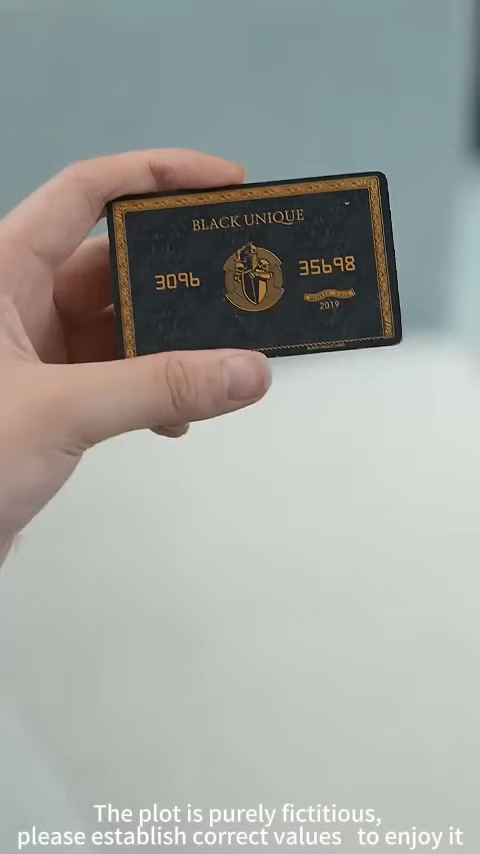 BLACK UNIQUE
3096
35698
2019
The plot is purely fictitious,
please establish correct values to enjoy it